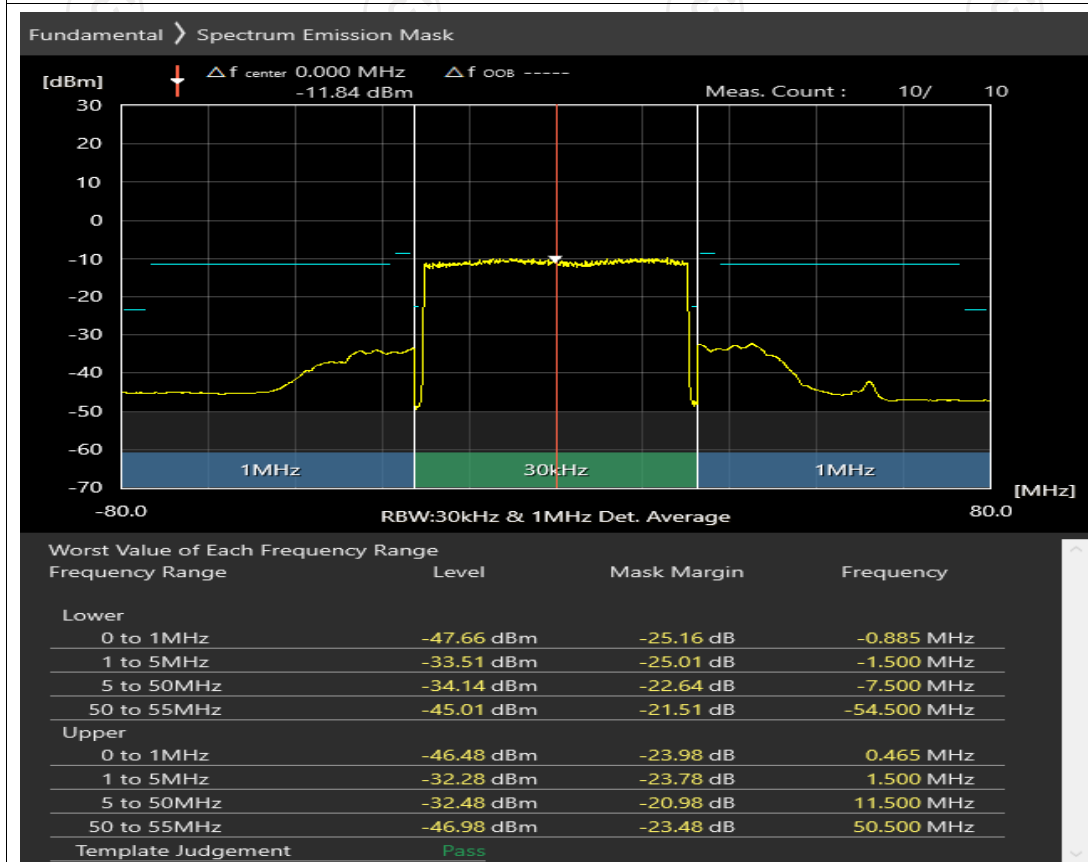 Fundamental ❯ Spectrum Emission Mask
[dBm] Δf center 0.000 MHz Δf OOB -----
-11.84 dBm Meas. Count : 10/ 10
30
20
10
0
-10
-20
-30
-40
-50
-60
1MHz 30kHz 1MHz
-70 [MHz]
-80.0 RBW:30kHz & 1MHz Det. Average 80.0
Worst Value of Each Frequency Range
Frequency Range Level Mask Margin Frequency
Lower
0 to 1MHz -47.66 dBm -25.16 dB -0.885 MHz
1 to 5MHz -33.51 dBm -25.01 dB -1.500 MHz
5 to 50MHz -34.14 dBm -22.64 dB -7.500 MHz
50 to 55MHz -45.01 dBm -21.51 dB -54.500 MHz
Upper
0 to 1MHz -46.48 dBm -23.98 dB 0.465 MHz
1 to 5MHz -32.28 dBm -23.78 dB 1.500 MHz
5 to 50MHz -32.48 dBm -20.98 dB 11.500 MHz
50 to 55MHz -46.98 dBm -23.48 dB 50.500 MHz
Template Judgement Pass